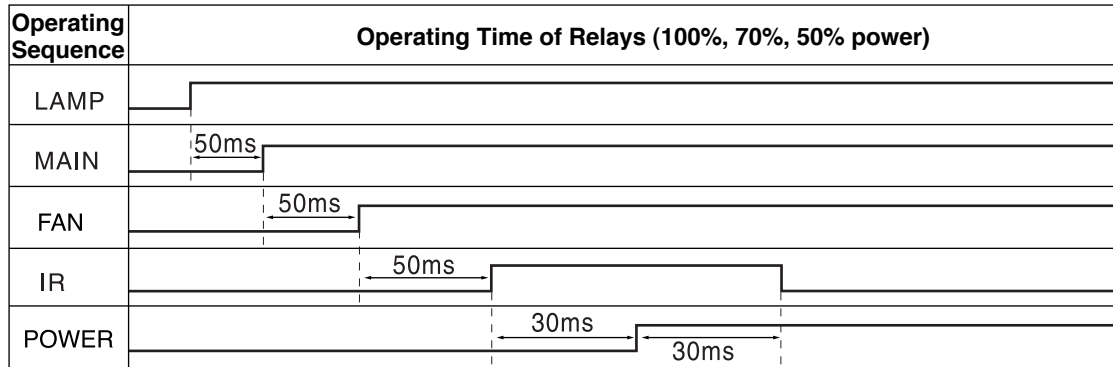 Operating
Sequence
Operating Time of Relays (100%, 70%, 50% power)
LAMP
50ms
MAIN
50ms
FAN
50ms
IR
30ms
POWER
30ms